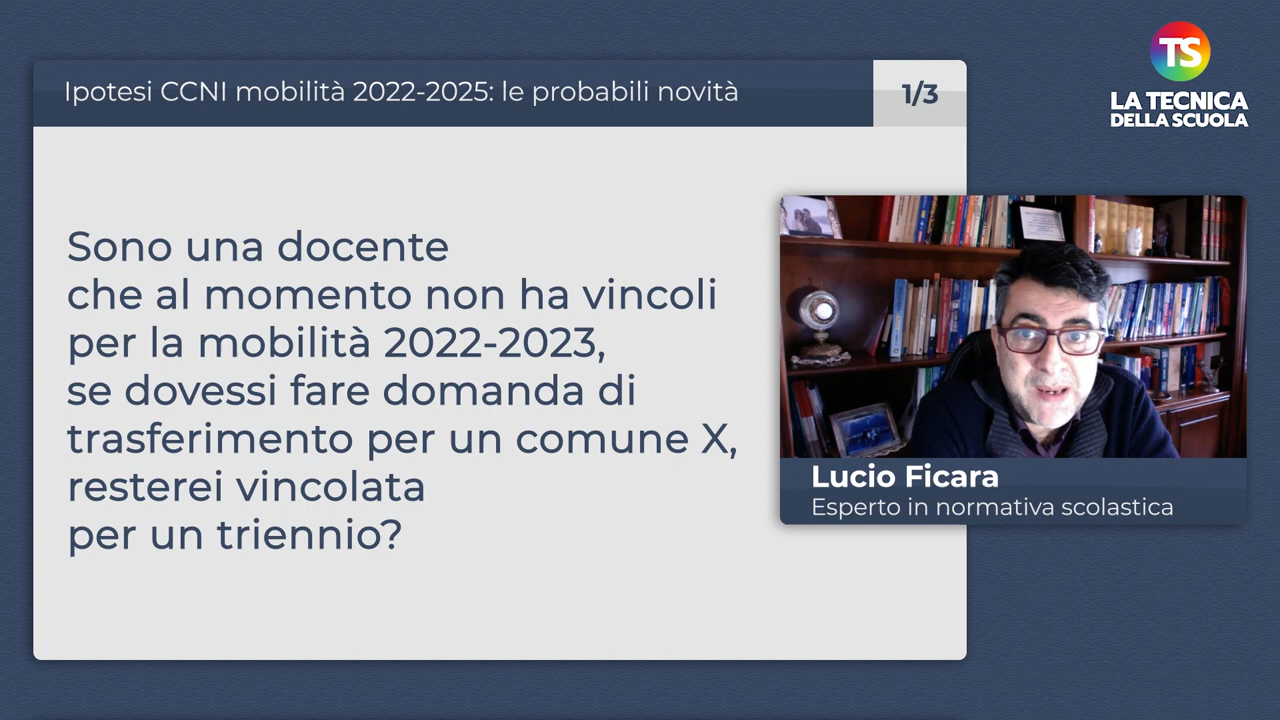 Ipotesi CCNI mobilità 2022-2025: le probabili novità
1/3
TS
LA TECNICA
DELLA SCUOLA
Sono una docente
che al momento non ha vincoli
per la mobilità 2022-2023,
se dovessi fare domanda di
trasferimento per un comune X,
resterei vincolata
per un triennio?
Lucio Ficara
Esperto in normativa scolastica